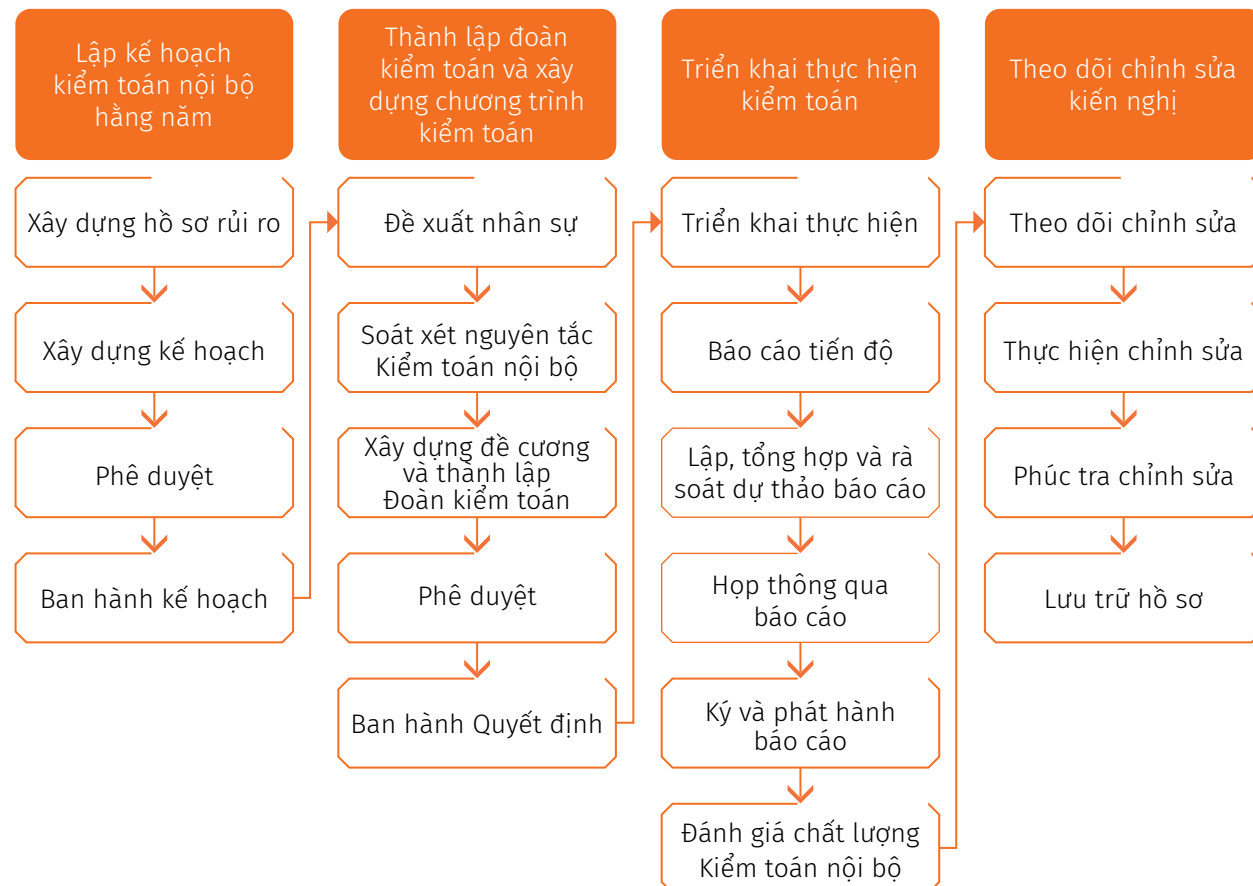 Lập kế hoạch
kiểm toán nội bộ
hằng năm
Xây dựng hồ sơ rủi ro
Xây dựng kế hoạch
Phê duyệt
Ban hành kế hoạch
Thành lập đoàn
kiểm toán và xây
dựng chương trình
kiểm toán
Đề xuất nhân sự
Soát xét nguyên tắc
Kiểm toán nội bộ
Xây dựng đề cương
và thành lập
Đoàn kiểm toán
Phê duyệt
Ban hành Quyết định
Triển khai thực hiện
kiểm toán
Triển khai thực hiện
Báo cáo tiến độ
Lập, tổng hợp và rà
soát dự thảo báo cáo
Họp thông qua
báo cáo
Ký và phát hành
báo cáo
Đánh giá chất lượng
Kiểm toán nội bộ
Theo dõi chỉnh sửa
kiến nghị
Theo dõi chỉnh sửa
Thực hiện chỉnh sửa
Phúc tra chỉnh sửa
Lưu trữ hồ sơ